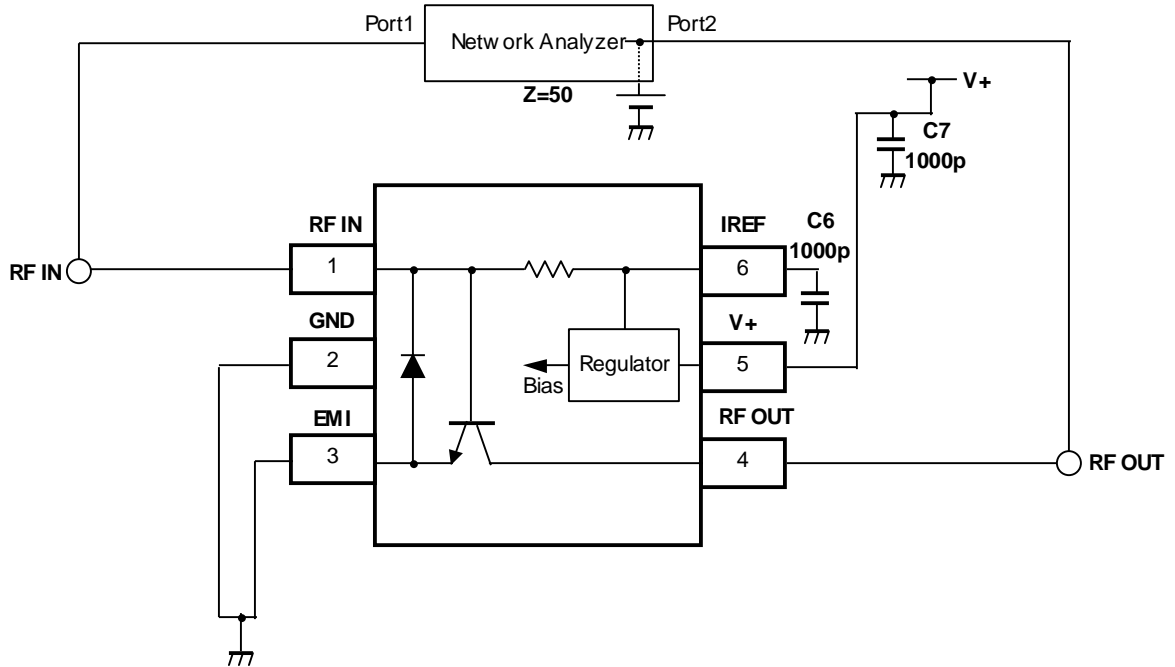 Port1
Network Analyzer
Port2
Z=50
V+
C7
1000p
RF IN
IREF
C6
1000p
RF IN
1
6
GND
V+
2
Regulator
5
Bias
EMI
RF OUT
3
4
RF OUT